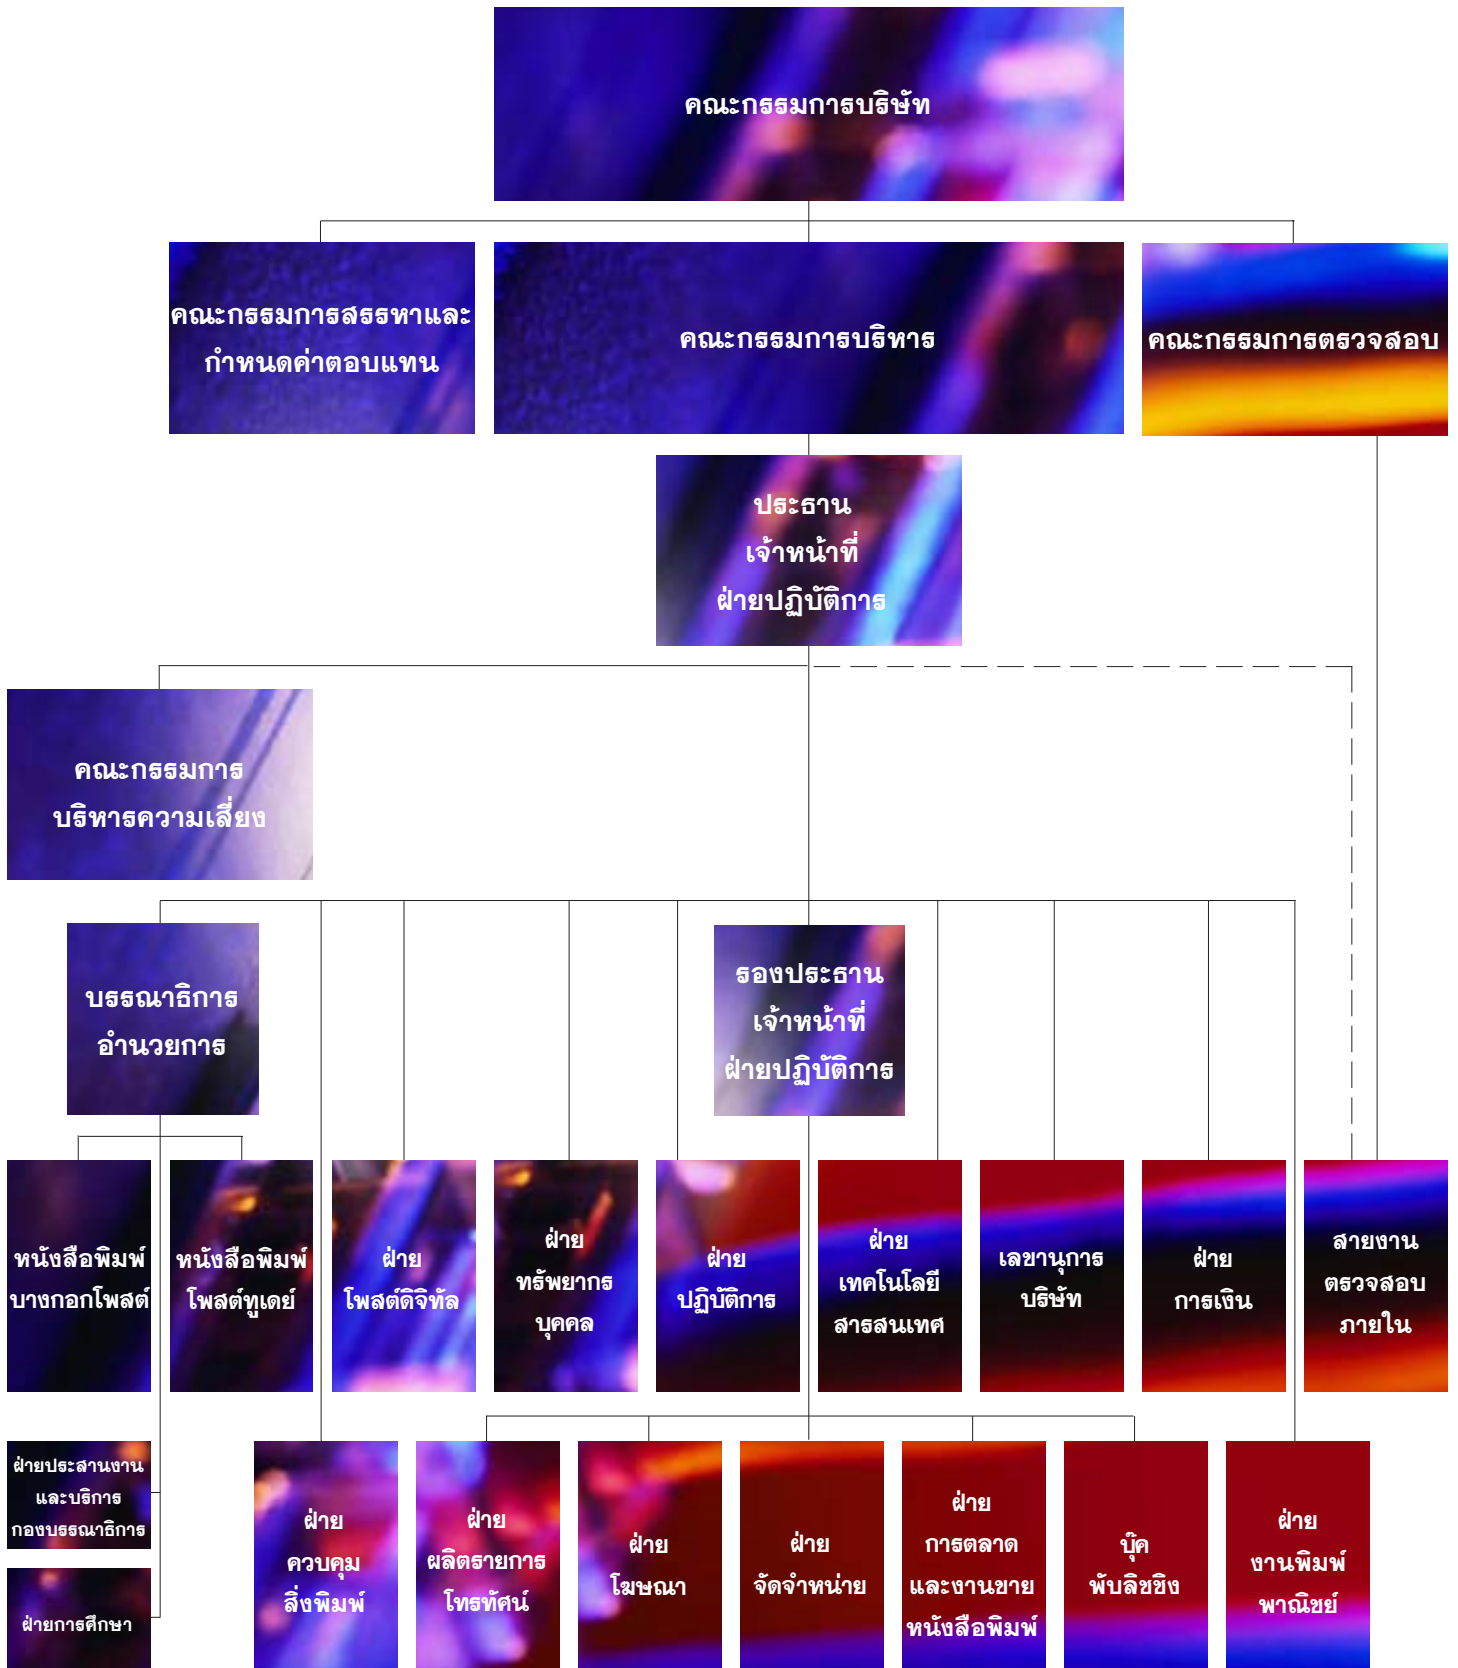 คณะกรรมการบริษัท
คณะกรรมการสรรหาและ
กำหนดค่าตอบแทน
คณะกรรมการบริหาร
คณะกรรมการตรวจสอบ
ประธาน
เจ้าหน้าที่
ฝ่ายปฏิบัติการ
คณะกรรมการ
บริหารความเสี่ยง
บรรณาธิการ
อำนวยการ
รองประธาน
เจ้าหน้าที่
ฝ่ายปฏิบัติการ
หนังสือพิมพ์
บางกอกโพสต์
หนังสือพิมพ์
โพสต์ทูเดย์
ฝ่าย
โพสต์ดิจิทัล
ฝ่าย
ทรัพยากร
บุคคล
ฝ่าย
ปฏิบัติการ
ฝ่าย
เทคโนโลยี
สารสนเทศ
เลขานุการ
บริษัท
ฝ่าย
การเงิน
สายงาน
ตรวจสอบ
ภายใน
ฝ่ายประสานงาน
และบริการ
กองบรรณาธิการ
ฝ่ายการศึกษา
ฝ่าย
ควบคุม
สิ่งพิมพ์
ฝ่าย
ผลิตรายการ
โทรทัศน์
ฝ่าย
โฆษณา
ฝ่าย
จัดจำหน่าย
ฝ่าย
การตลาด
และงานขาย
หนังสือพิมพ์
บุ๊ค
พับลิชชิง
ฝ่าย
งานพิมพ์
พาณิชย์